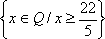 {x ∈ Q / x ≥ 22/5}